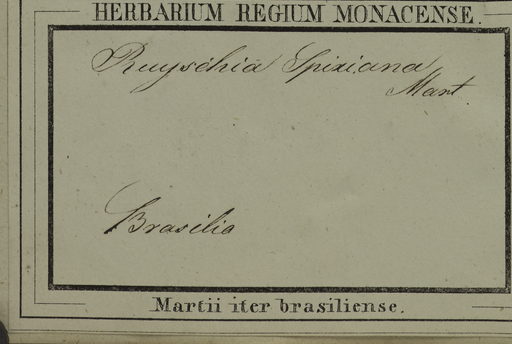 HERBARIUM REGIUM MONACENSE.
Ruyschia Spixiana
Mart.
Brasilia
Martii iter brasiliense.